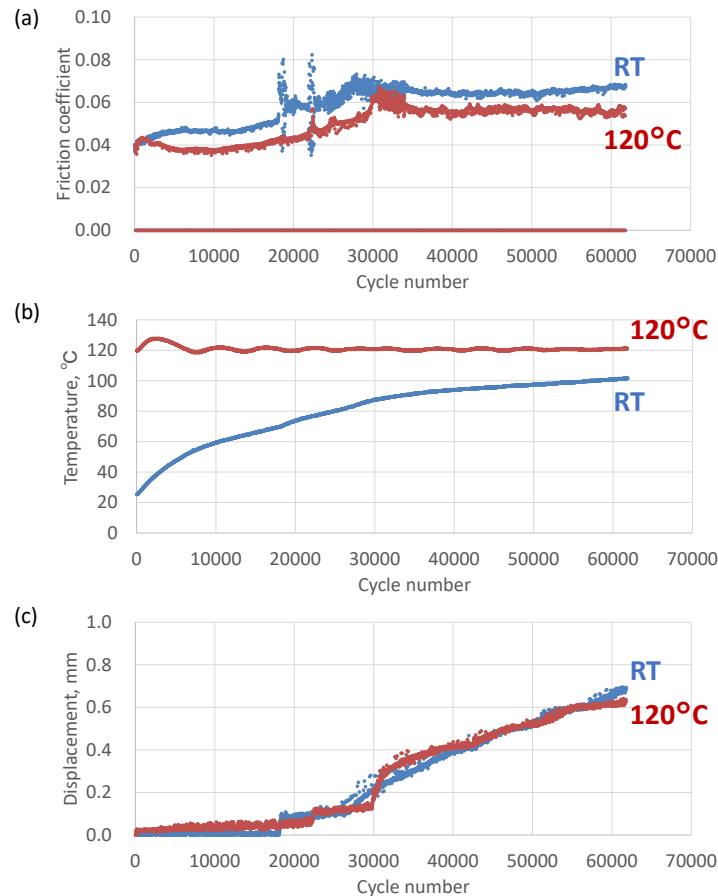 (a)
Friction coefficient
0.10
0.08
0.06
0.04
0.02
0.00
RT
120°C
0 10000 20000 30000 40000 50000 60000 70000
Cycle number
(b)
Temperature, °C
140
120
100
80
60
40
20
0
120°C
RT
0 10000 20000 30000 40000 50000 60000 70000
Cycle number
(c)
Displacement, mm
1.0
0.8
0.6
0.4
0.2
0.0
RT
120°C
0 10000 20000 30000 40000 50000 60000 70000
Cycle number